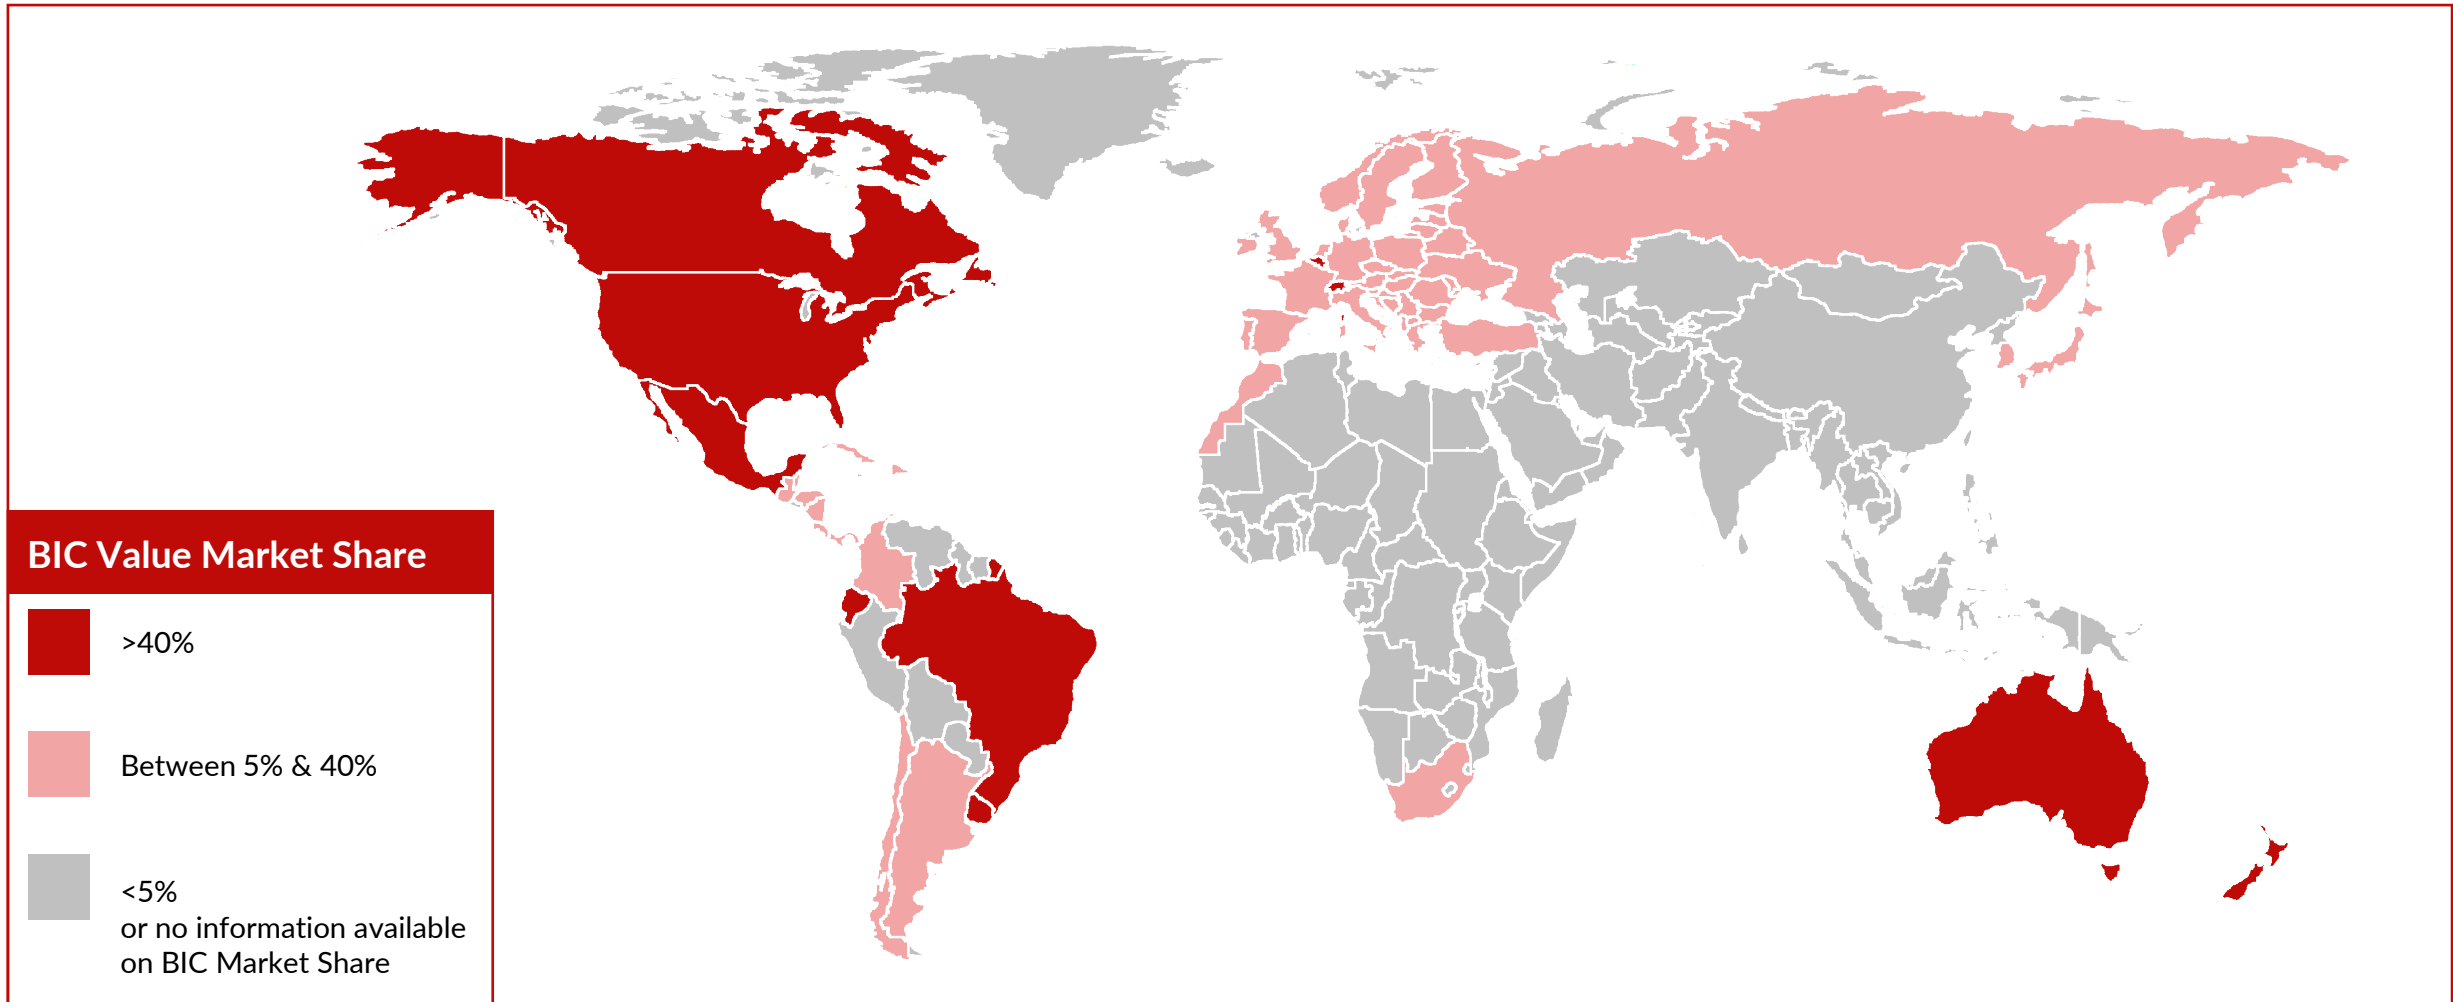 BIC Value Market Share
>40%
Between 5% & 40%
<5%
or no information available
on BIC Market Share